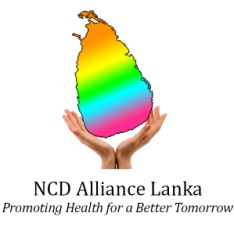 NCD Alliance Lanka
Promoting Health for a Better Tomorrow